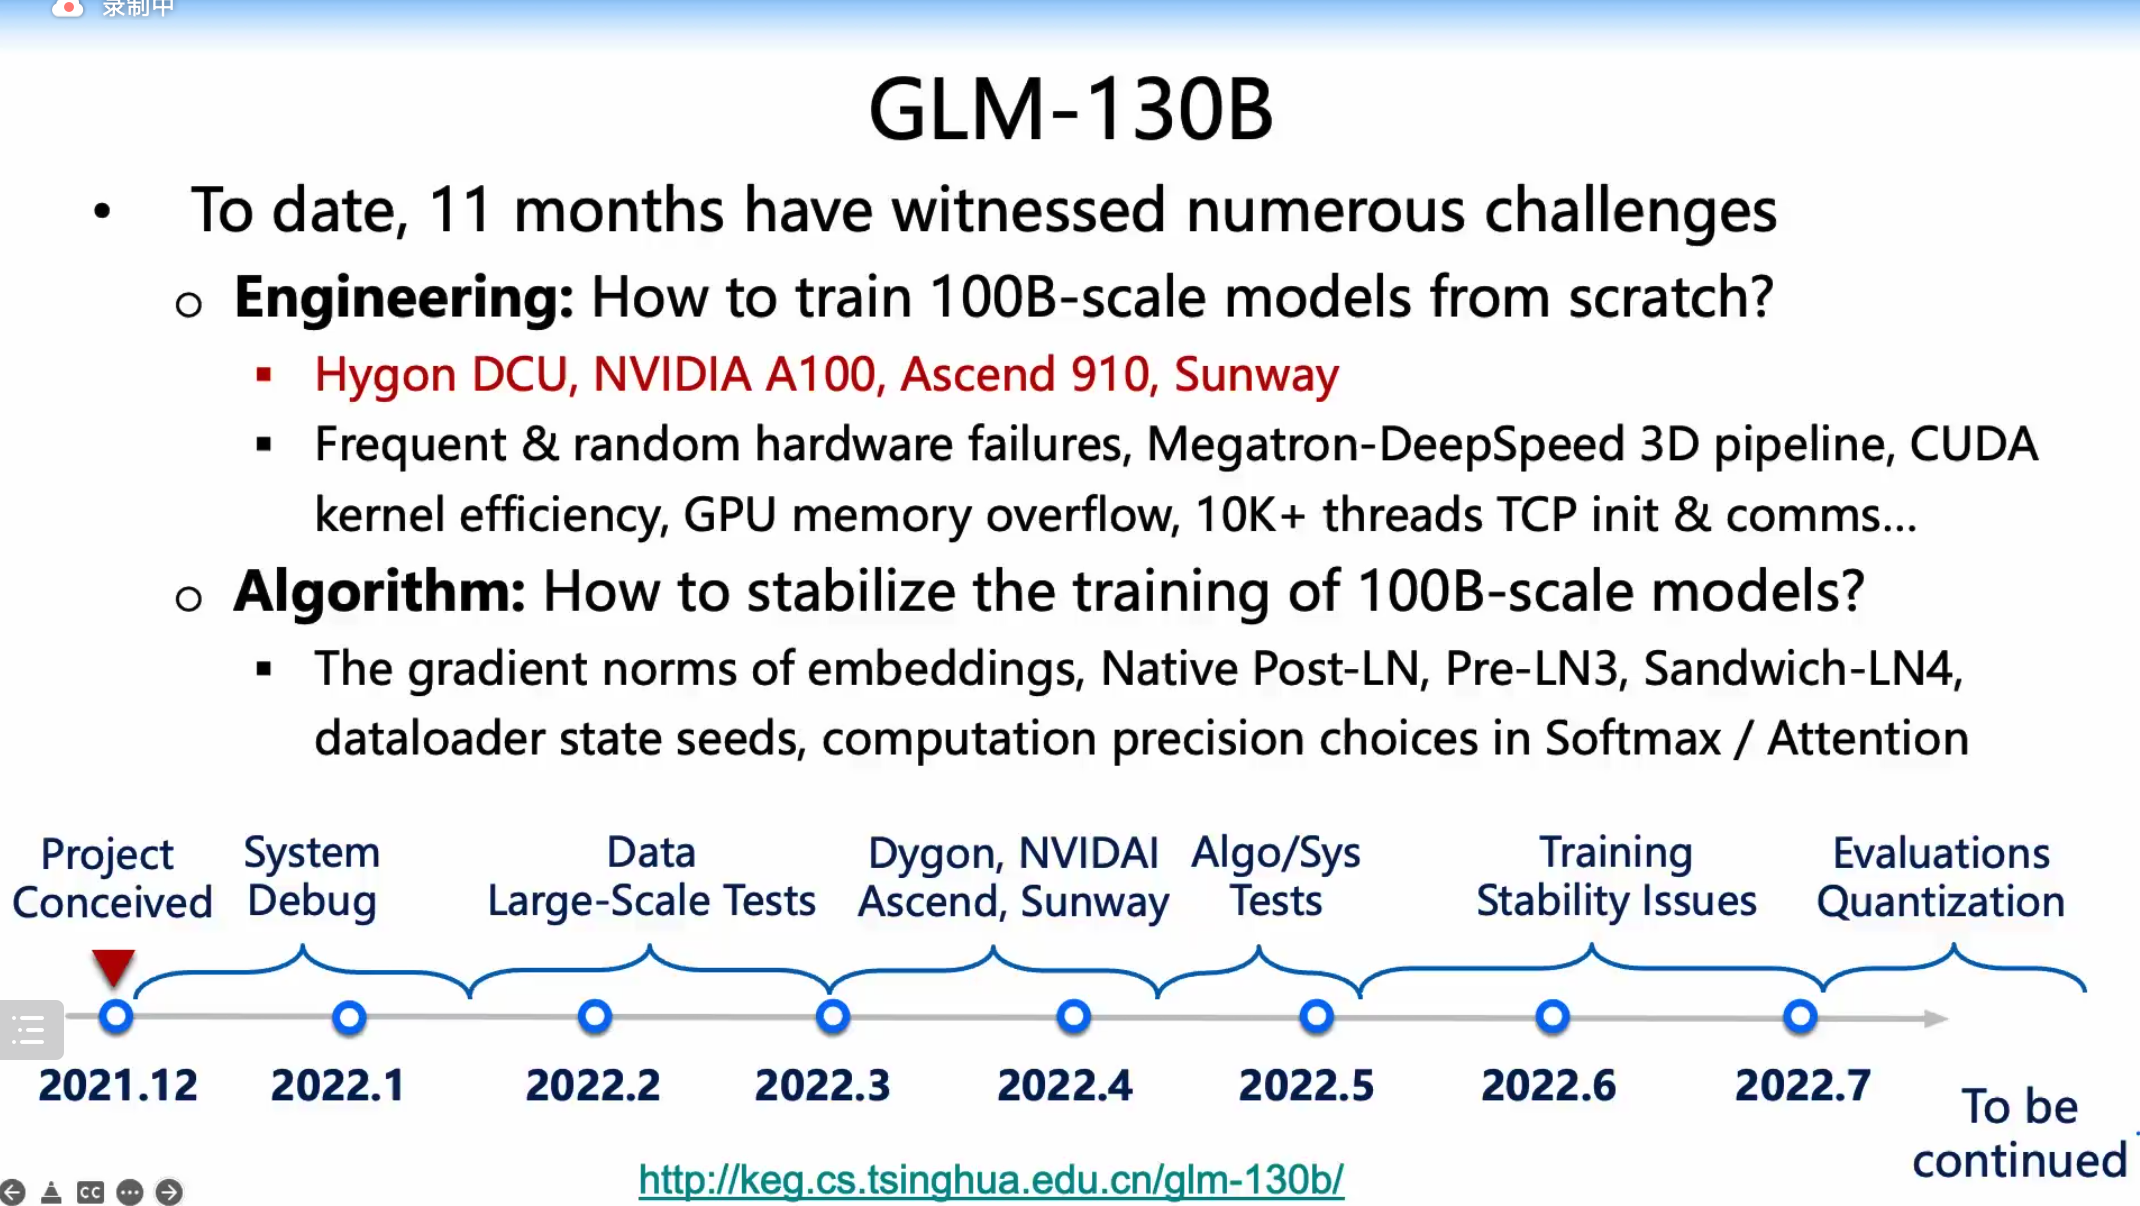 录制中
GLM-130B
• To date, 11 months have witnessed numerous challenges
o Engineering: How to train 100B-scale models from scratch?
▪ Hygon DCU, NVIDIA A100, Ascend 910, Sunway
▪ Frequent & random hardware failures, Megatron-DeepSpeed 3D pipeline, CUDA
kernel efficiency, GPU memory overflow, 10K+ threads TCP init & comms...
o Algorithm: How to stabilize the training of 100B-scale models?
▪ The gradient norms of embeddings, Native Post-LN, Pre-LN3, Sandwich-LN4,
dataloader state seeds, computation precision choices in Softmax / Attention
Project
Conceived
System
Debug
Data
Large-Scale Tests
Dygon, NVIDAI
Ascend, Sunway
Algo/Sys
Tests
Training
Stability Issues
Evaluations
Quantization
2021.12
2022.1
2022.2
2022.3
2022.4
2022.5
2022.6
2022.7
To be
continued
http://keg.cs.tsinghua.edu.cn/glm-130b/
CC